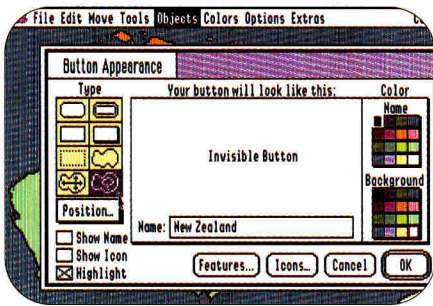 File Edit Move Tools Objects Colors Options Extras
Button Appearance
Type
Your button will look like this:
Color
Name
Invisible Button
Background
Position...
Name: New Zealand
Show Name
Show Icon
Highlight
Features... Icons... Cancel OK